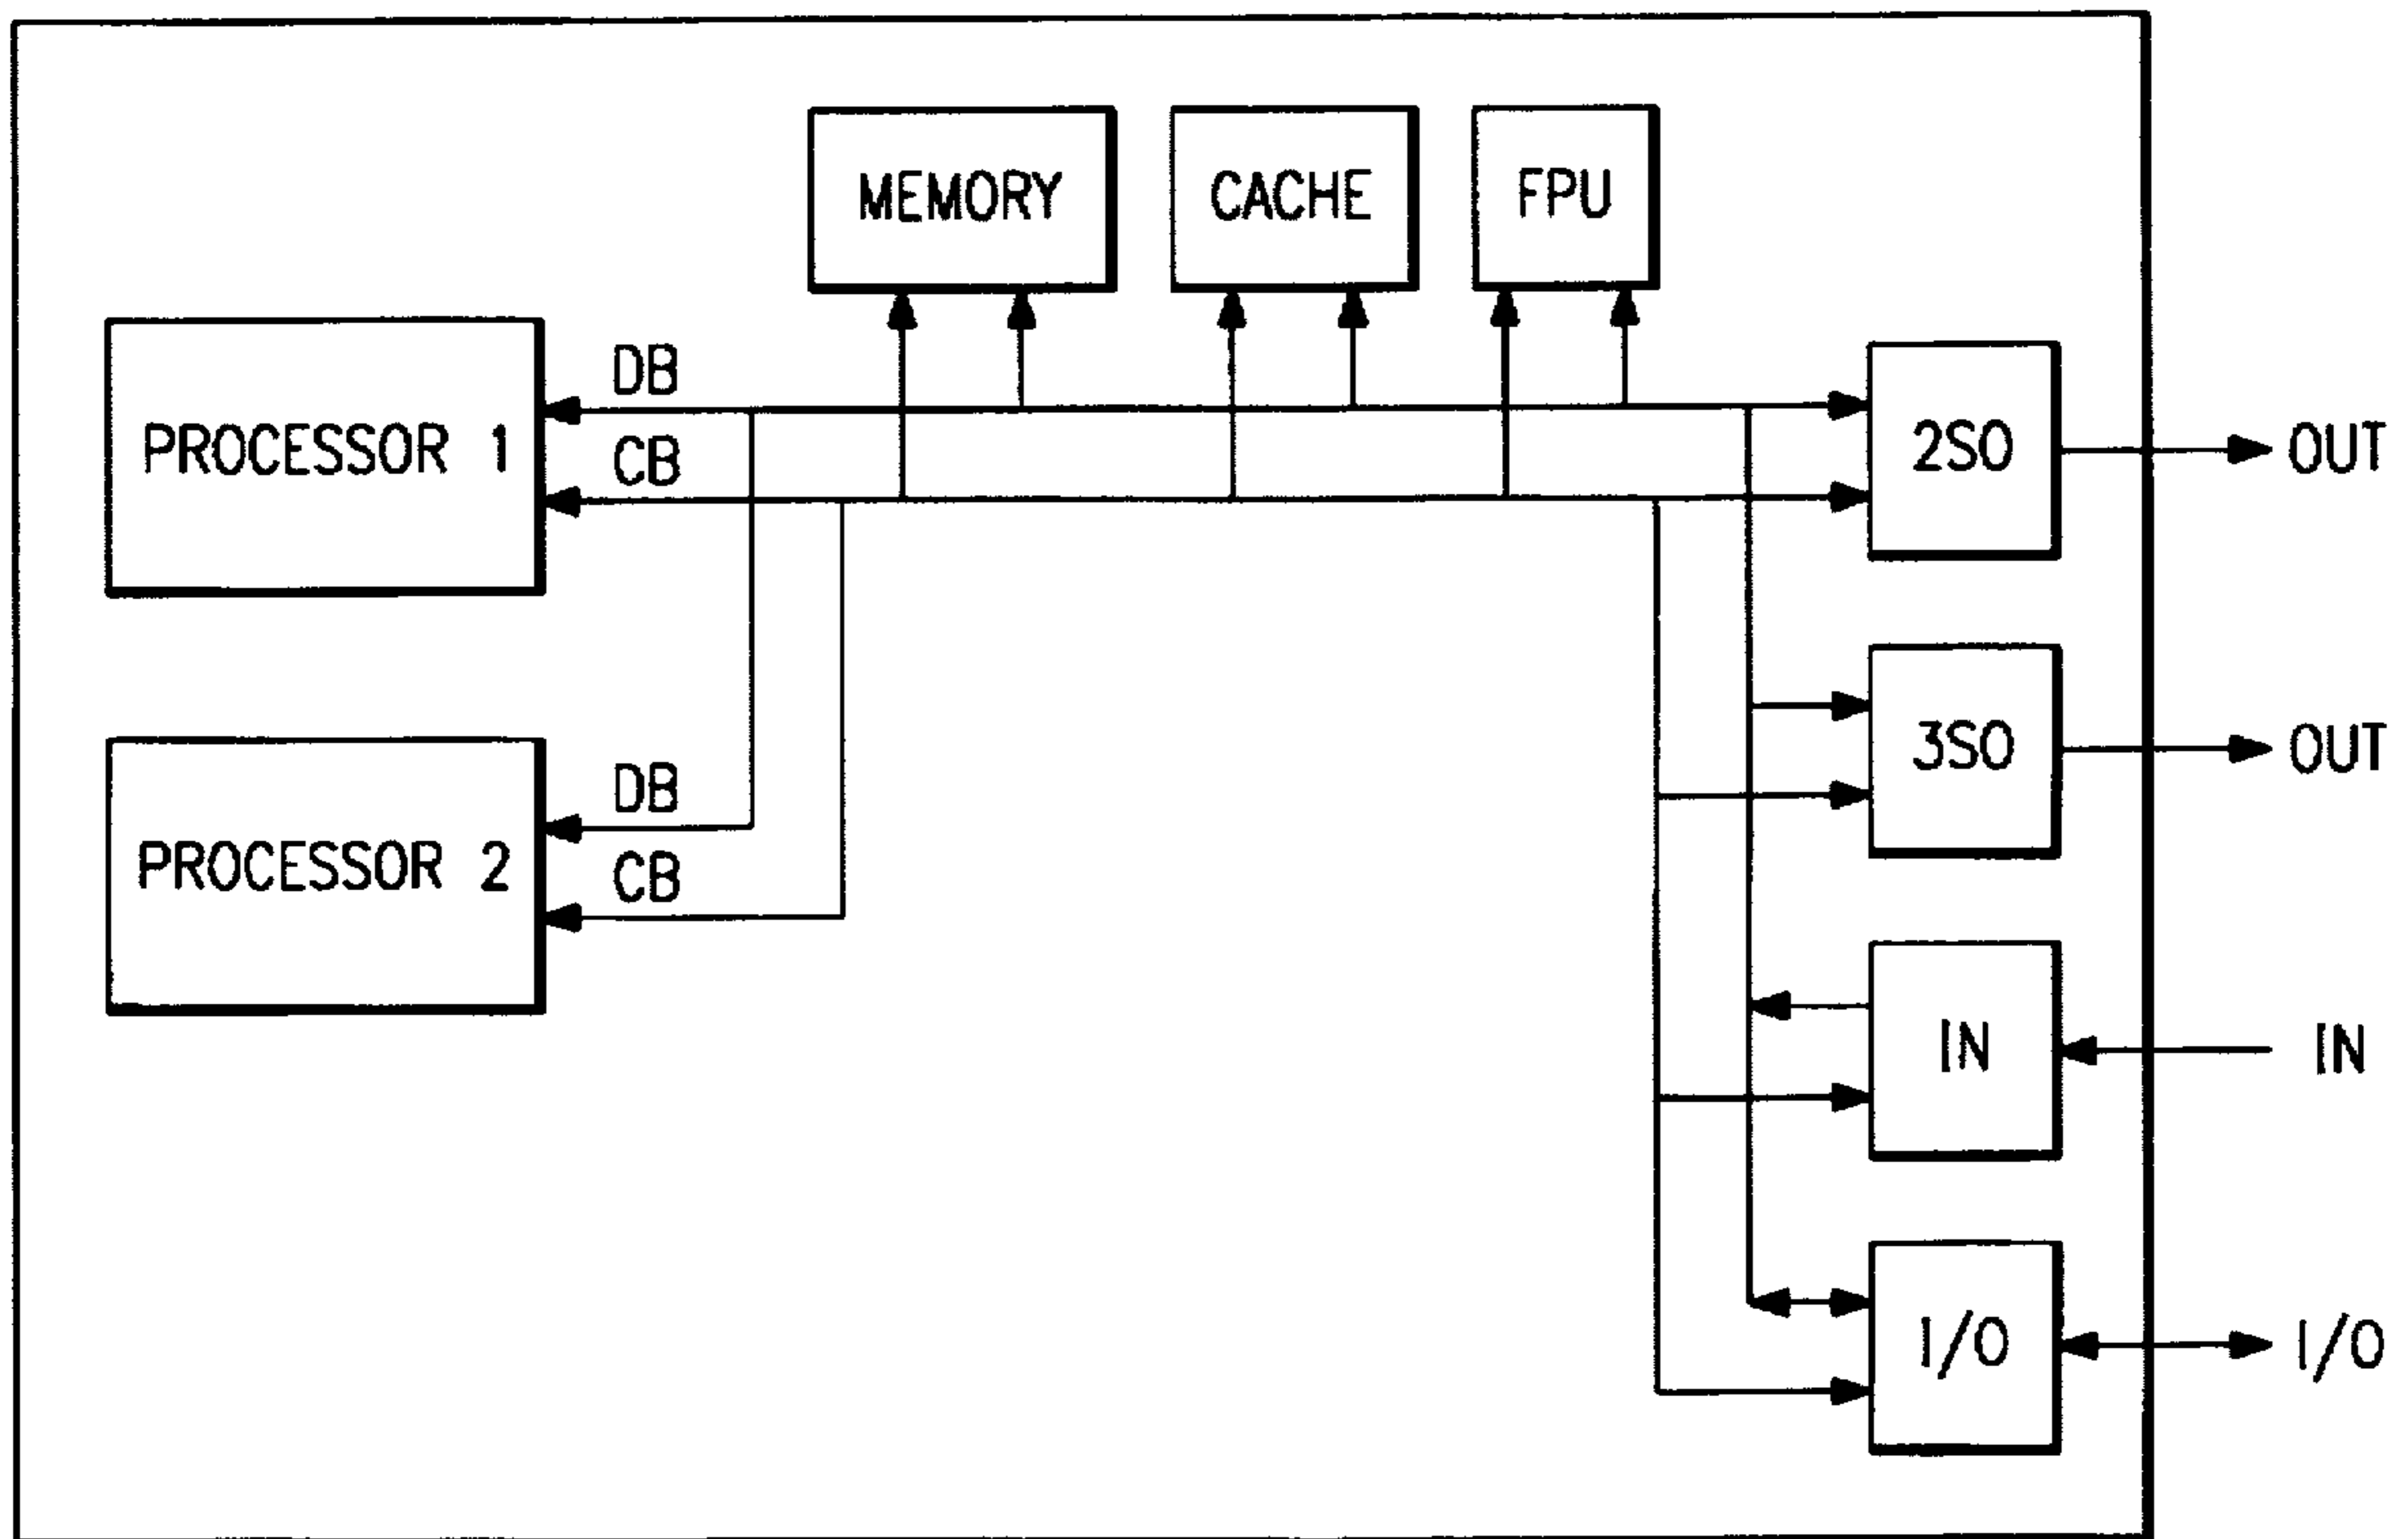 MEMORY
CACHE
FPU
PROCESSOR 1
DB
CB
2SO
OUT
3SO
OUT
PROCESSOR 2
DB
CB
IN
IN
I/O
I/O